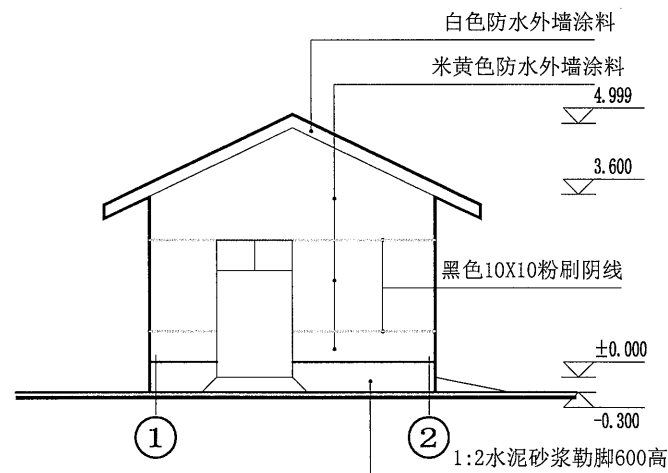 白色防水外墙涂料
米黄色防水外墙涂料
4.999
3.600
黑色10X10粉刷阴线
±0.000
-0.300
1 2
1:2水泥砂浆勒脚600高